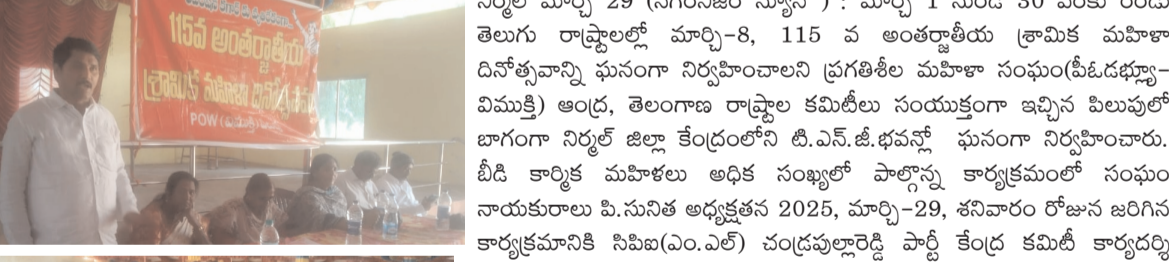 115వ అంతర్జాతీయ
శ్రామిక మహిళా దినోత్సవం
POW (విముక్తి)
నిర్మల్ మార్చి 29 (నగారానిజం న్యూస్) : మార్చి 1 నుండి 30 వరకు రెండు
తెలుగు రాష్ట్రాలలో మార్చి-8, 115 వ అంతర్జాతీయ శ్రామిక మహిళా
దినోత్సవాన్ని ఘనంగా నిర్వహించాలని ప్రగతిశీల మహిళా సంఘం(పీఓడబ్ల్యూ-
విముక్తి) ఆంద్ర, తెలంగాణ రాష్ట్రాల కమిటీలు సంయుక్తంగా ఇచ్చిన పిలుపులో
బాగంగా నిర్మల్ జిల్లా కేంద్రంలోని టి.ఎన్.జీ.భవన్లో ఘనంగా నిర్వహించారు.
బీడి కార్మిక మహిళలు అధిక సంఖ్యలో పాల్గొన్న కార్యక్రమంలో సంఘం
నాయకురాలు పి.సునిత అధ్యక్షతన 2025, మార్చి-29, శనివారం రోజున జరిగిన
కార్యక్రమానికి సిపిఐ(ఎం.ఎల్) చండ్రపుల్లారెడ్డి పార్టీ కేంద్ర కమిటీ కార్యదర్శి